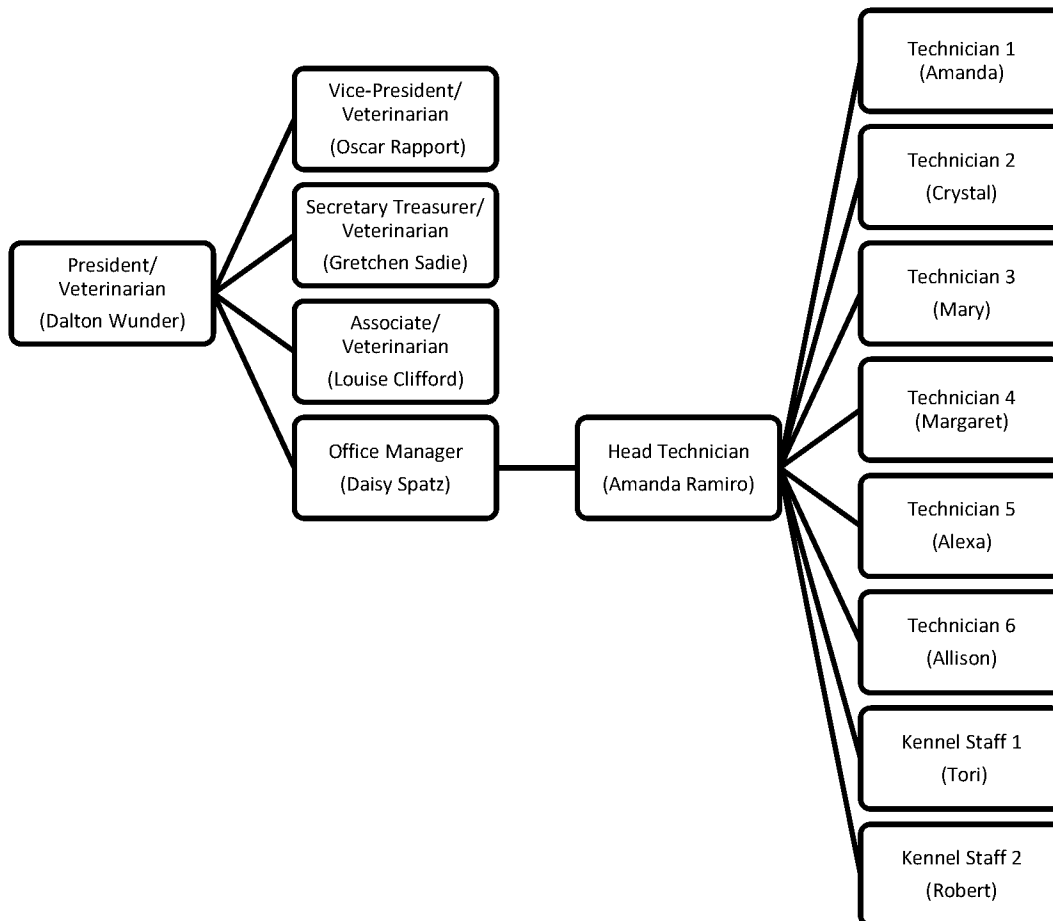 President/
Veterinarian
(Dalton Wunder)
Vice-President/
Veterinarian
(Oscar Rapport)
Secretary Treasurer/
Veterinarian
(Gretchen Sadie)
Associate/
Veterinarian
(Louise Clifford)
Office Manager
(Daisy Spatz)
Head Technician
(Amanda Ramiro)
Technician 1
(Amanda)
Technician 2
(Crystal)
Technician 3
(Mary)
Technician 4
(Margaret)
Technician 5
(Alexa)
Technician 6
(Allison)
Kennel Staff 1
(Tori)
Kennel Staff 2
(Robert)